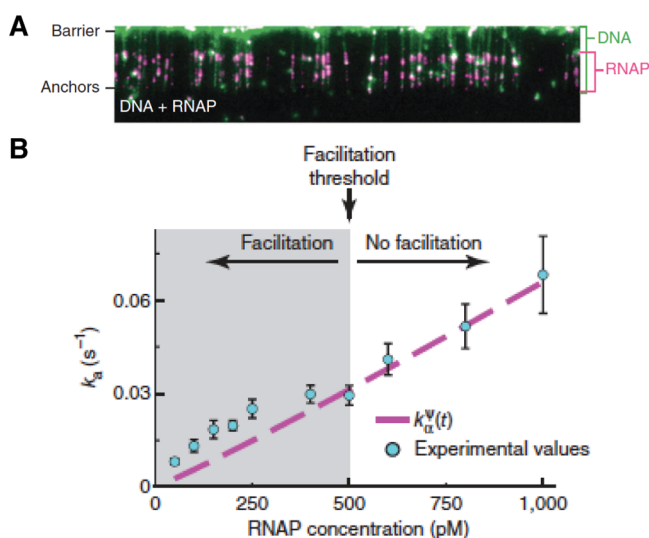 A
Barrier
Anchors
DNA + RNAP
DNA
RNAP
B
Facilitation
threshold
Facilitation
No facilitation
0.06
0.03
0
kₐ (s⁻¹)
k^Ψ_α(t)
Experimental values
0
250
500
750
1,000
RNAP concentration (pM)